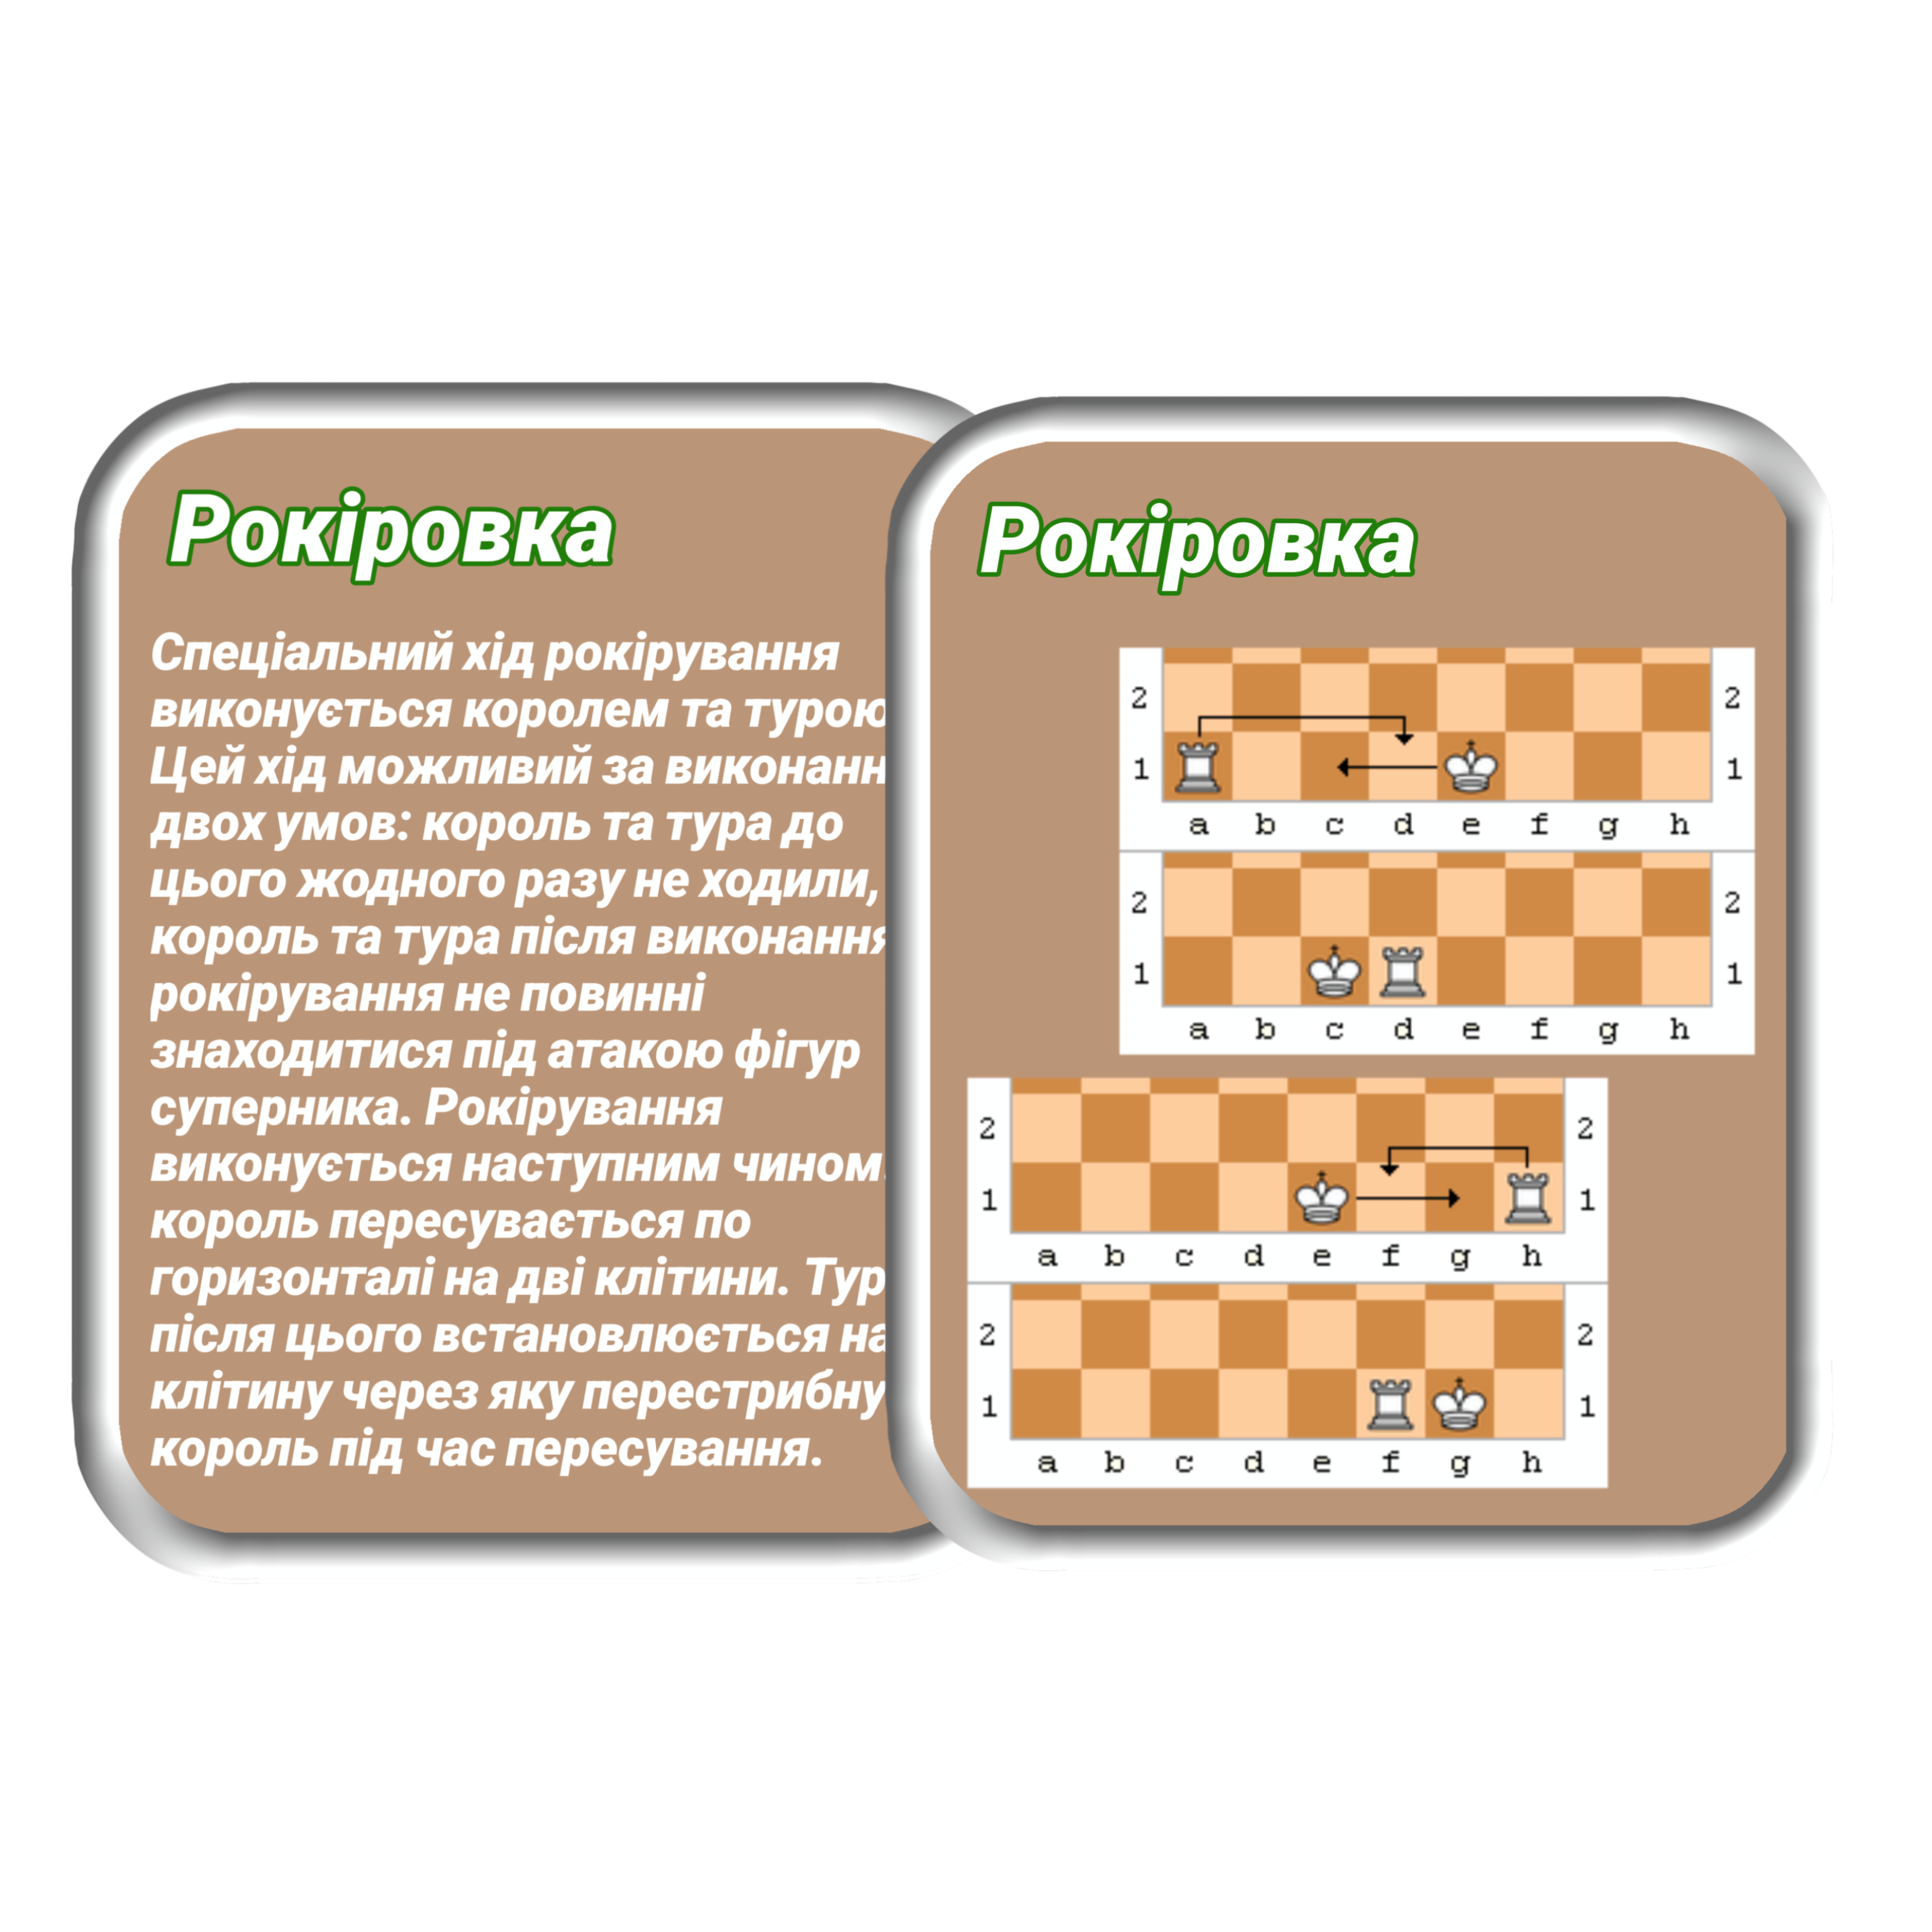 Рокіровка
Спеціальний хід рокірування
виконується королем та турою
Цей хід можливий за виконанн
двох умов: король та тура до
цього жодного разу не ходили,
король та тура після виконання
рокірування не повинні
знаходитися під атакою фігур
суперника. Рокірування
виконується наступним чином.
король пересувається по
горизонталі на дві клітини. Тур
після цього встановлюється на
клітину через яку перестрибну
король під час пересування.
Рокіровка
2 2
1 1
a b c d e f g h
2 2
1 1
a b c d e f g h
2 2
1 1
a b c d e f g h
2 2
1 1
a b c d e f g h